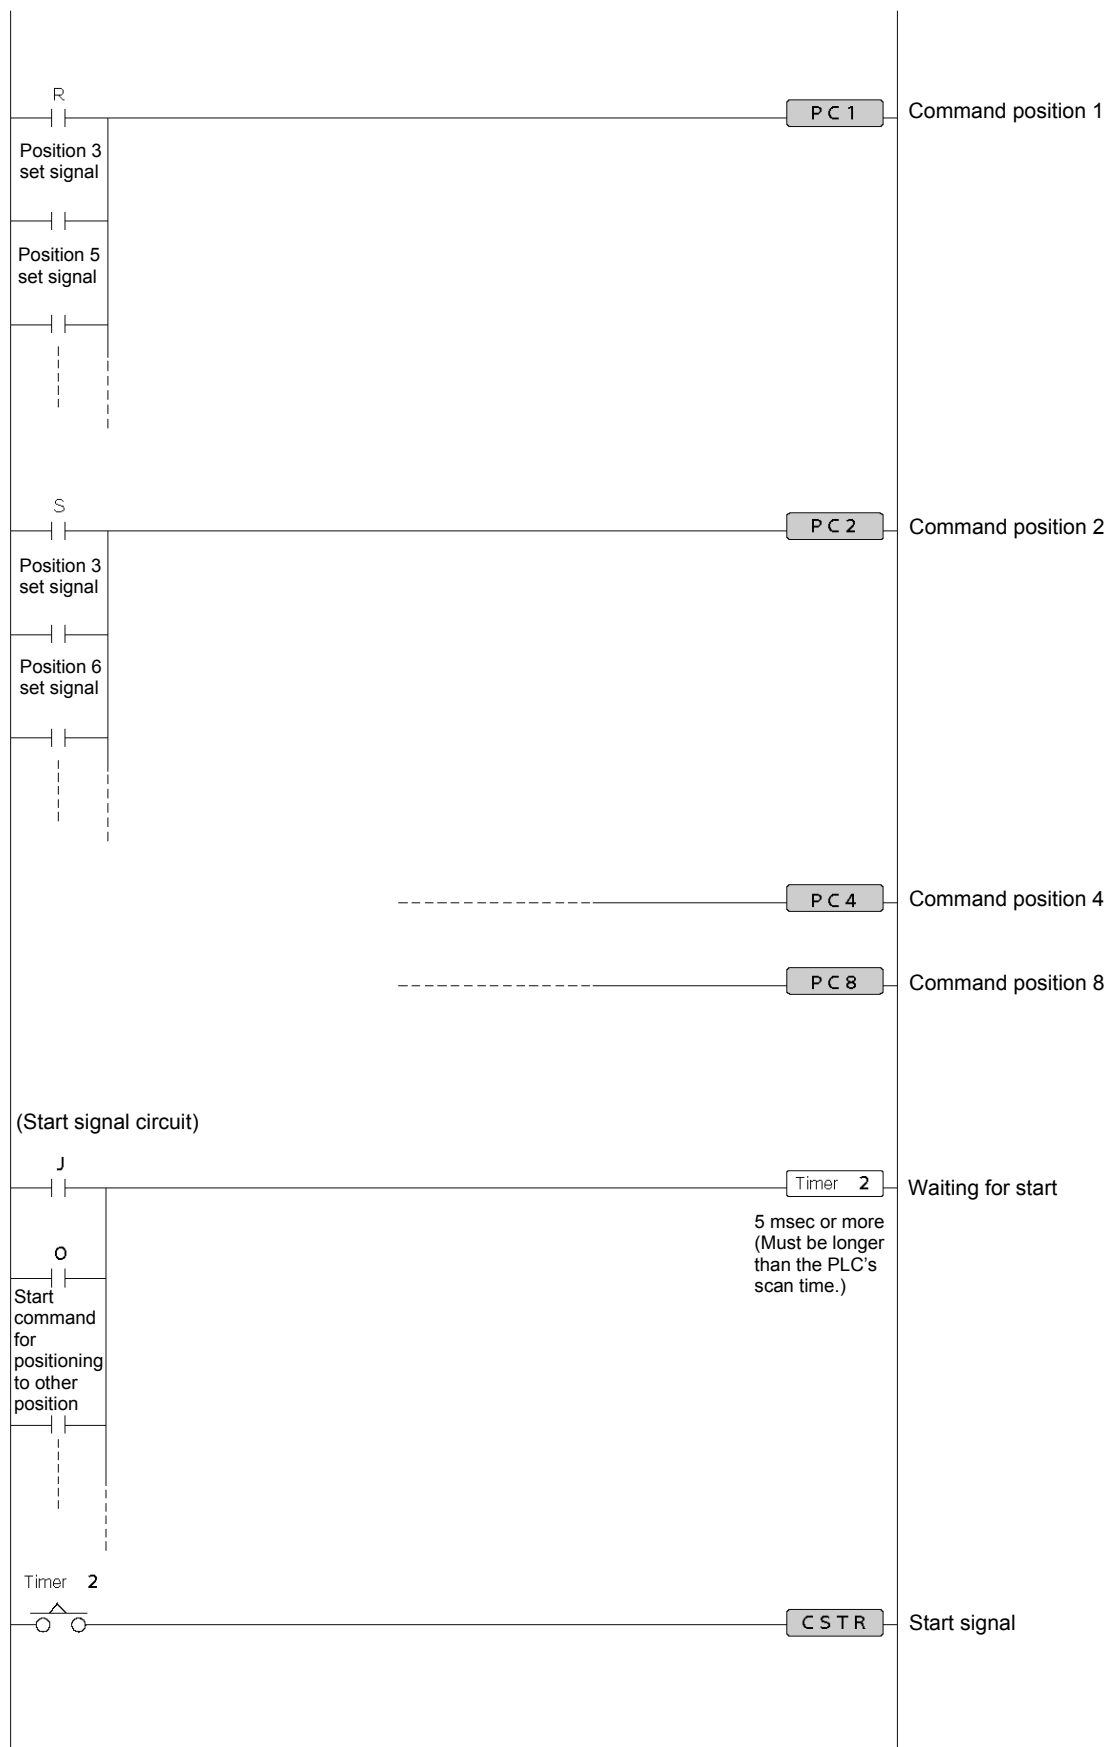 R
PC1 Command position 1
Position 3
set signal
Position 5
set signal
S
PC2 Command position 2
Position 3
set signal
Position 6
set signal
PC4 Command position 4
PC8 Command position 8
(Start signal circuit)
J
Timer 2 Waiting for start
5 msec or more
(Must be longer
than the PLC's
scan time.)
O
Start
command
for
positioning
to other
position
Timer 2
CSTR Start signal